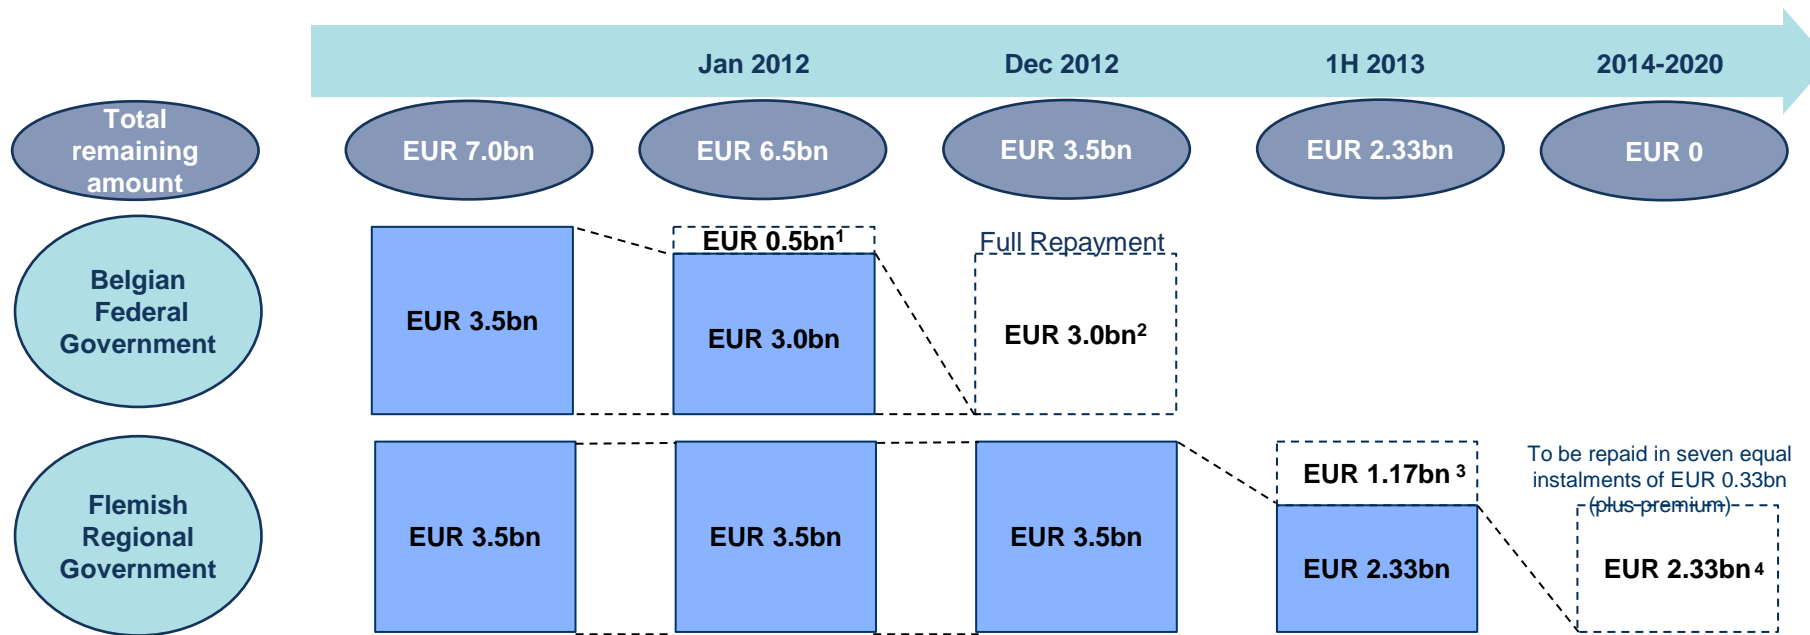 Jan 2012 Dec 2012 1H 2013 2014-2020
Total
remaining
amount
EUR 7.0bn EUR 6.5bn EUR 3.5bn EUR 2.33bn EUR 0
Belgian
Federal
Government
EUR 3.5bn
EUR 0.5bn¹
EUR 3.0bn
Full Repayment
EUR 3.0bn²
Flemish
Regional
Government
EUR 3.5bn
EUR 3.5bn
EUR 3.5bn
EUR 1.17bn ³
EUR 2.33bn
To be repaid in seven equal
instalments of EUR 0.33bn
(plus premium)
EUR 2.33bn⁴